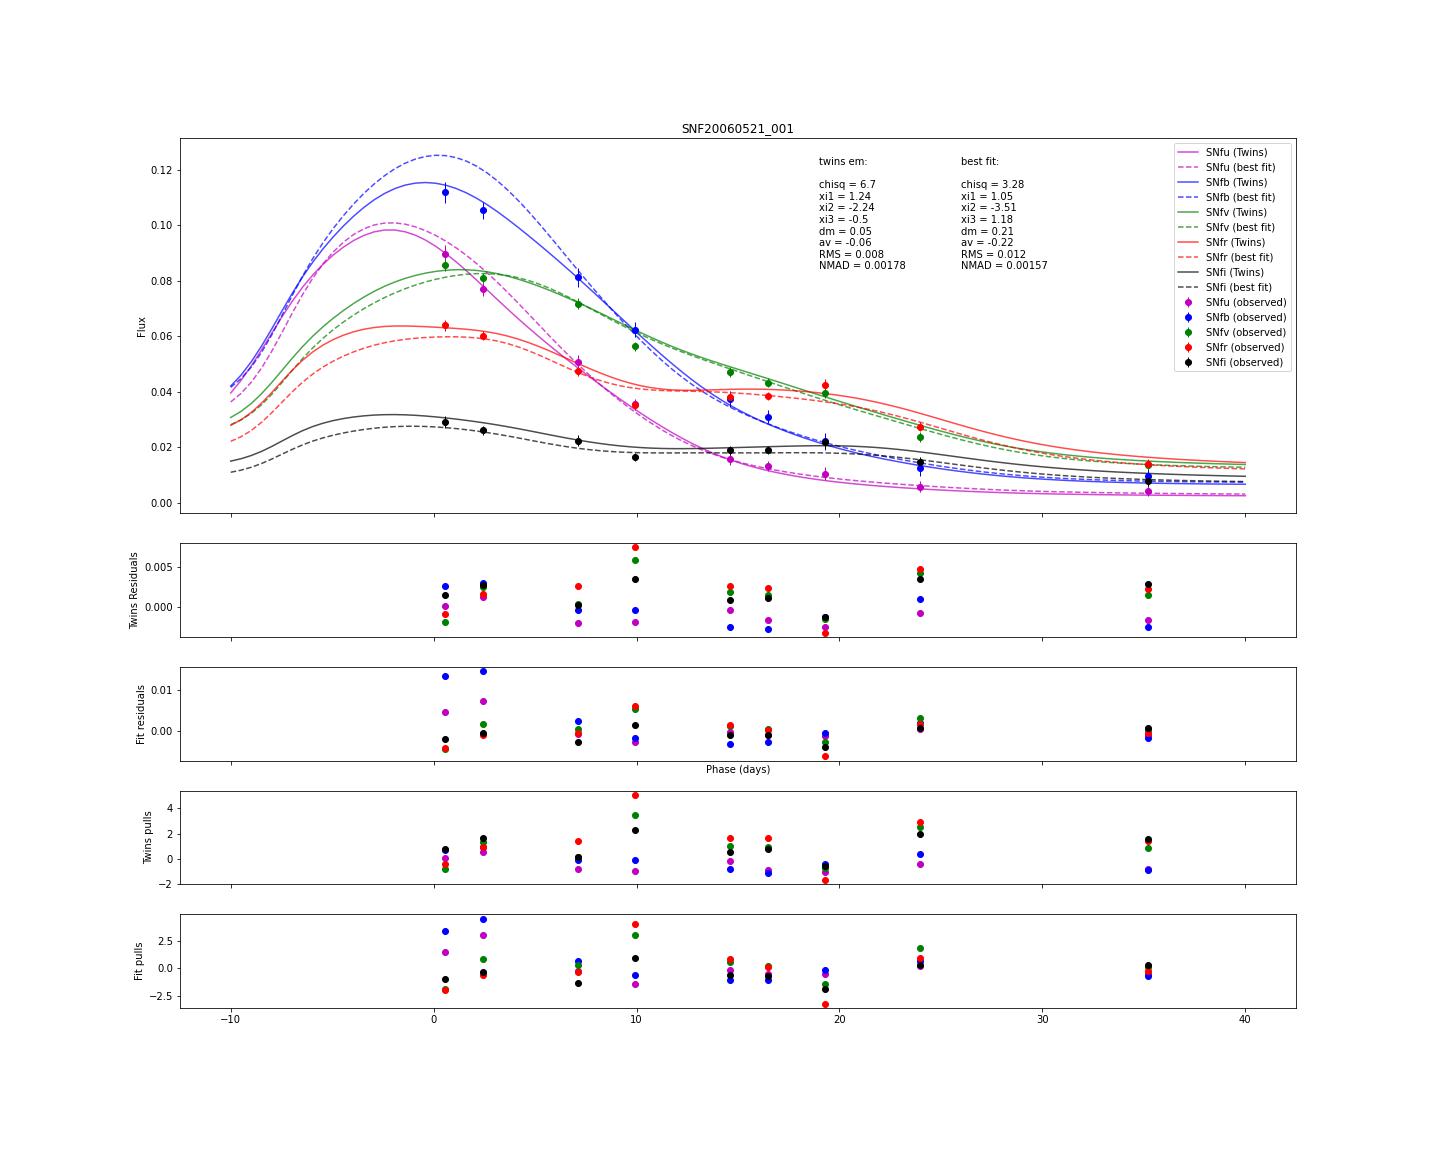 SNF20060521_001
Flux
0.12
0.10
0.08
0.06
0.04
0.02
0.00
twins em:
chisq = 6.7
xi1 = 1.24
xi2 = -2.24
xi3 = -0.5
dm = 0.05
av = -0.06
RMS = 0.008
NMAD = 0.00178
best fit:
chisq = 3.28
xi1 = 1.05
xi2 = -3.51
xi3 = 1.18
dm = 0.21
av = -0.22
RMS = 0.012
NMAD = 0.00157
SNfu (Twins)
SNfu (best fit)
SNfb (Twins)
SNfb (best fit)
SNfv (Twins)
SNfv (best fit)
SNfr (Twins)
SNfr (best fit)
SNfi (Twins)
SNfi (best fit)
SNfu (observed)
SNfb (observed)
SNfv (observed)
SNfr (observed)
SNfi (observed)
Twins Residuals
0.005
0.000
Fit residuals
0.01
0.00
Phase (days)
Twins pulls
4
2
0
−2
Fit pulls
2.5
0.0
−2.5
−10
0
10
20
30
40